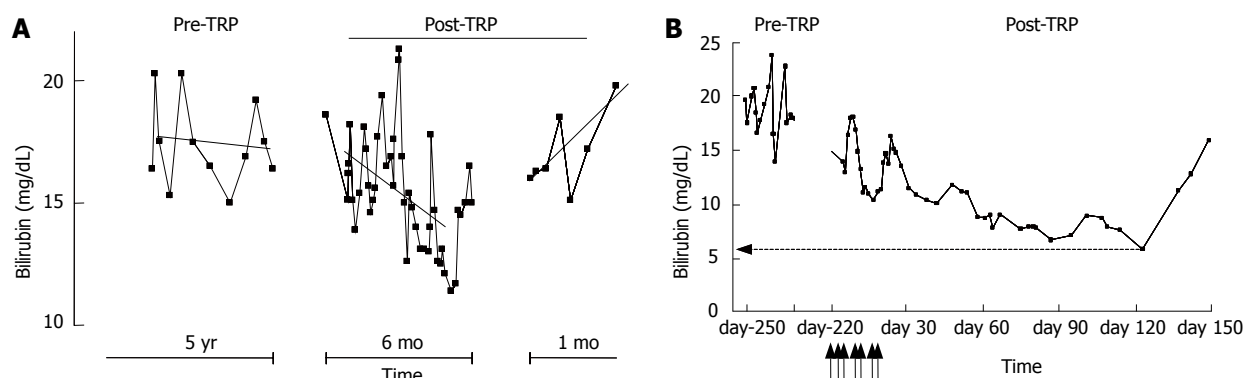 A
Pre-TRP
Post-TRP
Bilirubin (mg/dL)
20
15
10
5 yr
6 mo
1 mo
Time
B
Pre-TRP
Post-TRP
Bilirubin (mg/dL)
25
20
15
10
5
0
day-250
day-220
day 30
day 60
day 90
day 120
day 150
Time